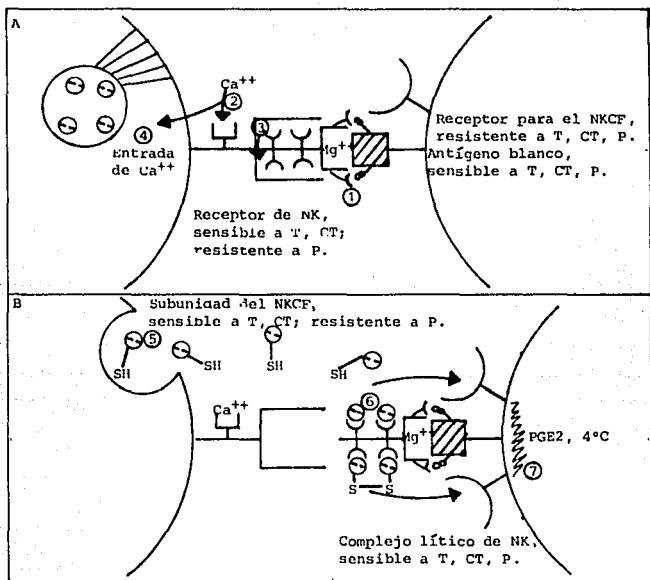 A
Ca++
②
③
④
Entrada
de Ca++
Mg+
①
Receptor para el NKCF,
resistente a T, CT, P.
Antígeno blanco,
sensible a T, CT, P.
Receptor de NK,
sensible a T, CT;
resistente a P.
B
Subunidad del NKCF,
sensible a T, CT; resistente a P.
⑤
SH
SH
SH
SH
Ca++
⑥
Mg+
S S
PGE2, 4°C
⑦
Complejo lítico de NK,
sensible a T, CT, P.